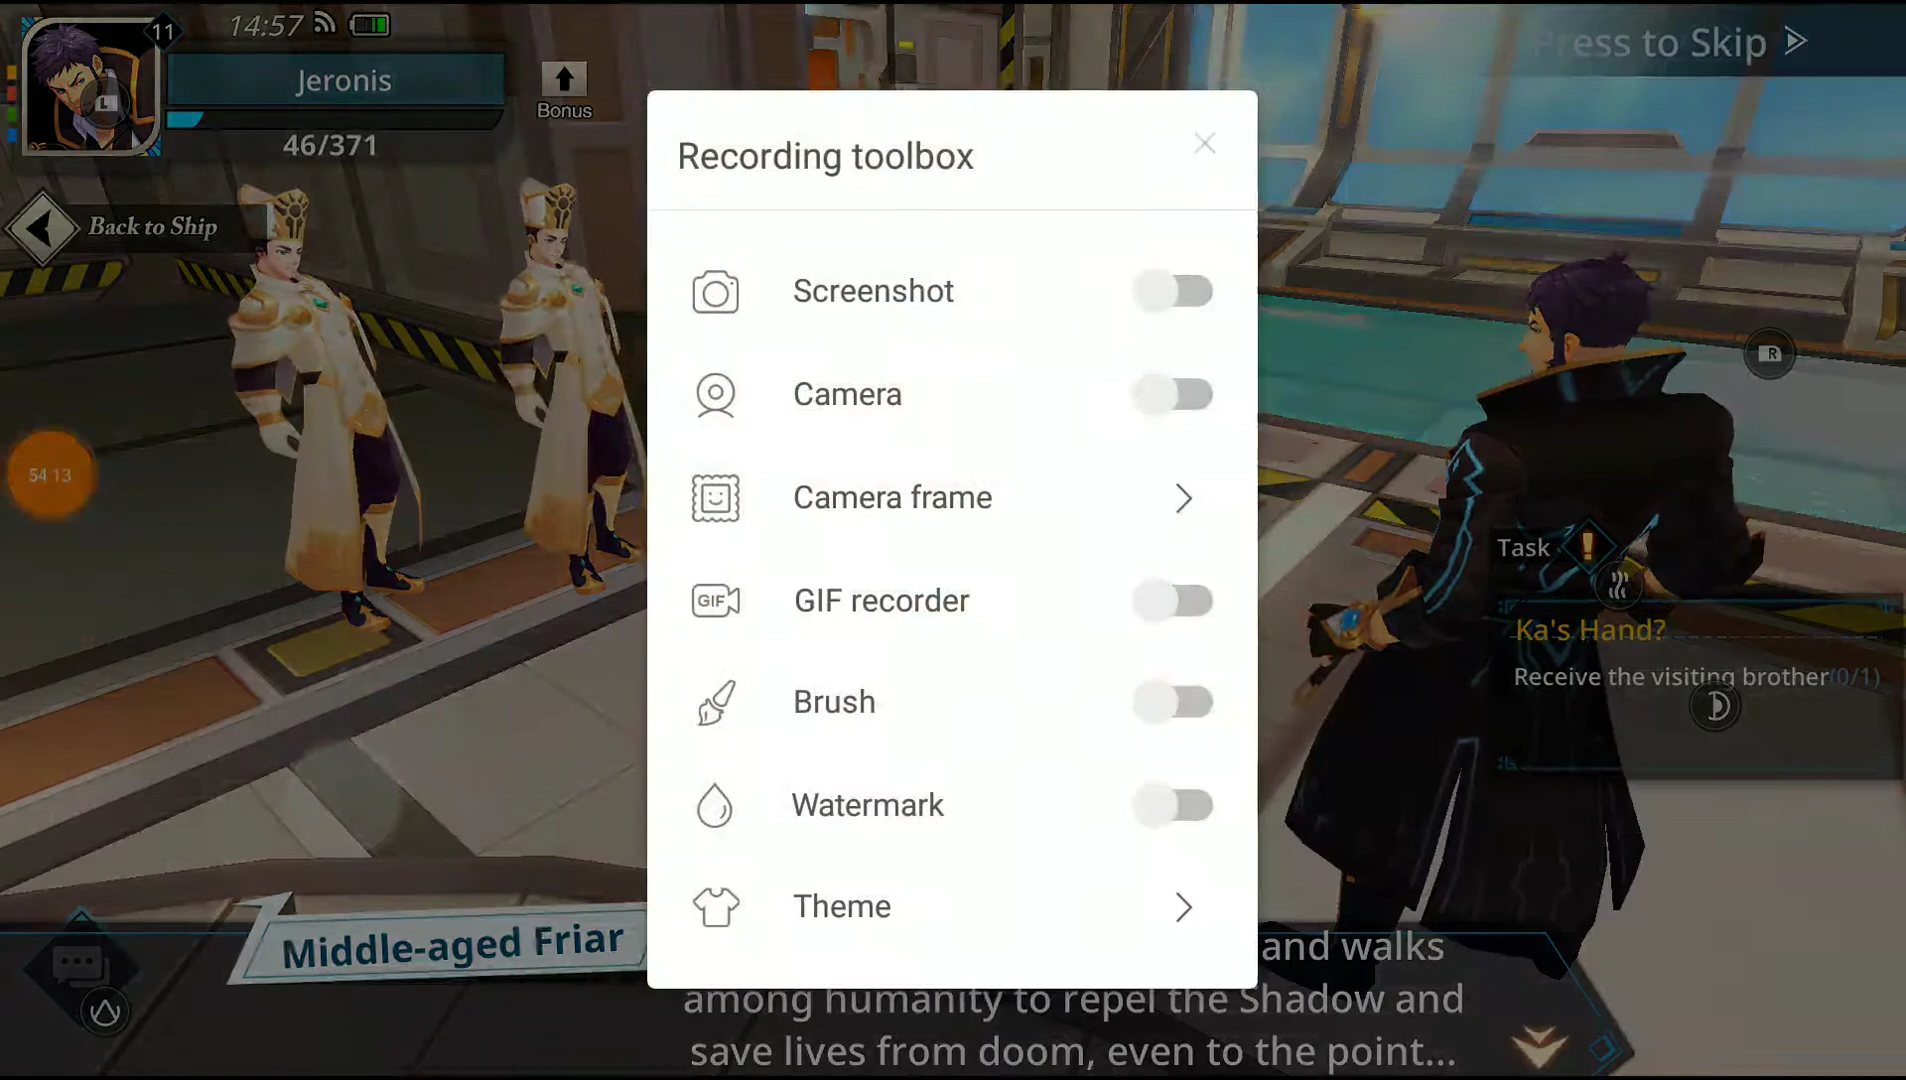 11
14:57
Jeronis
46/371
Bonus
Press to Skip
Back to Ship
L
Recording toolbox
Screenshot
Camera
Camera frame
GIF GIF recorder
Brush
Watermark
Theme
54 13
R
Task
Ka's Hand?
Receive the visiting brother(0/1)
Middle-aged Friar
and walks
among humanity to repel the Shadow and
save lives from doom, even to the point...